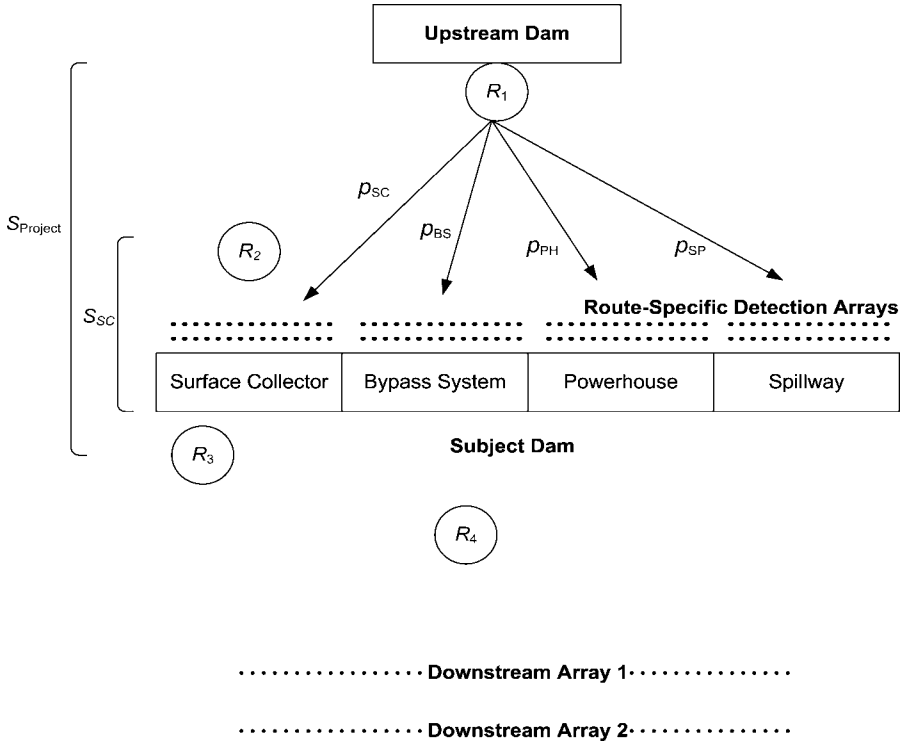 Upstream Dam
R1
pSC
pBS
pPH
pSP
SProject
R2
SSC
Route-Specific Detection Arrays
Surface Collector
Bypass System
Powerhouse
Spillway
R3
Subject Dam
R4
Downstream Array 1
Downstream Array 2